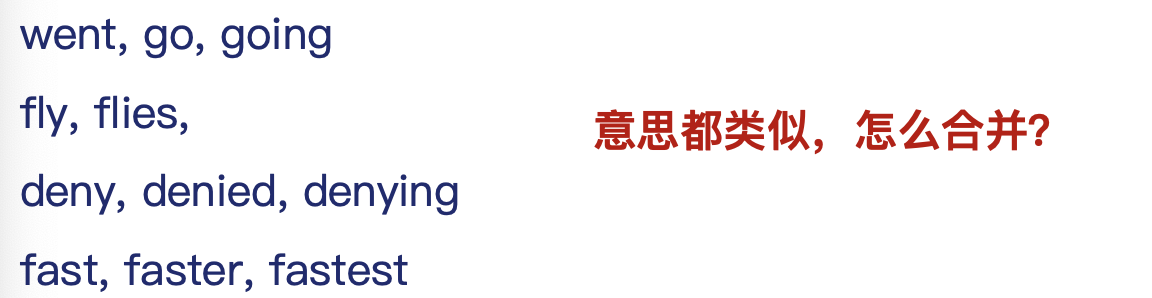 went, go, going
fly, flies,
意思都类似，怎么合并？
deny, denied, denying
fast, faster, fastest